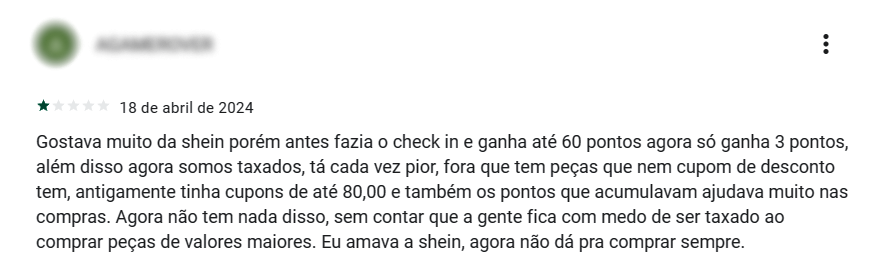 18 de abril de 2024
Gostava muito da shein porém antes fazia o check in e ganha até 60 pontos agora só ganha 3 pontos,
além disso agora somos taxados, tá cada vez pior, fora que tem peças que nem cupom de desconto
tem, antigamente tinha cupons de até 80,00 e também os pontos que acumulavam ajudava muito nas
compras. Agora não tem nada disso, sem contar que a gente fica com medo de ser taxado ao
comprar peças de valores maiores. Eu amava a shein, agora não dá pra comprar sempre.